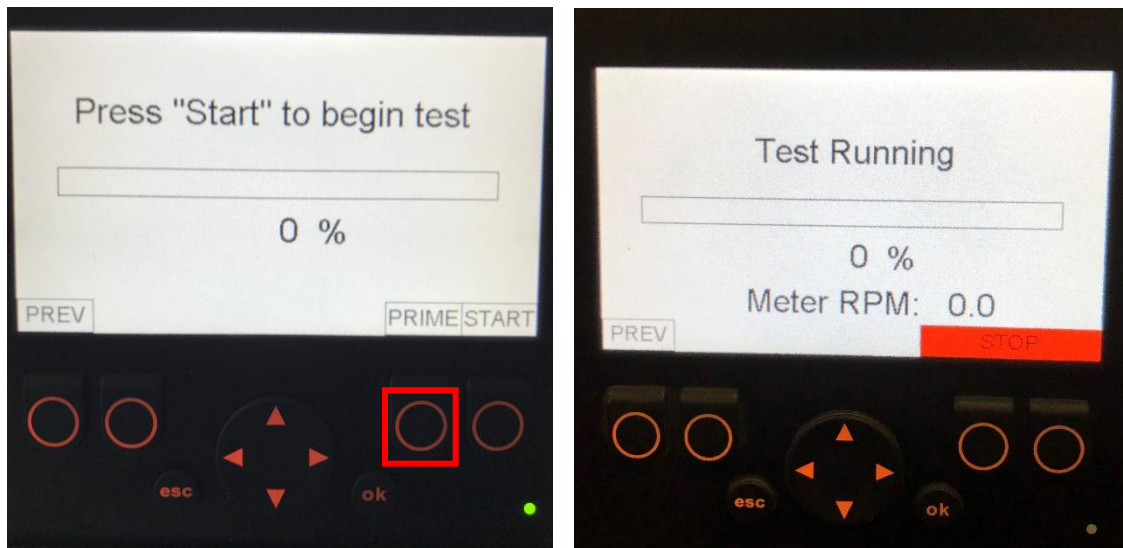 Press "Start" to begin test
0 %
PREV PRIME START
esc ok
Test Running
0 %
Meter RPM: 0.0
PREV STOP
esc ok